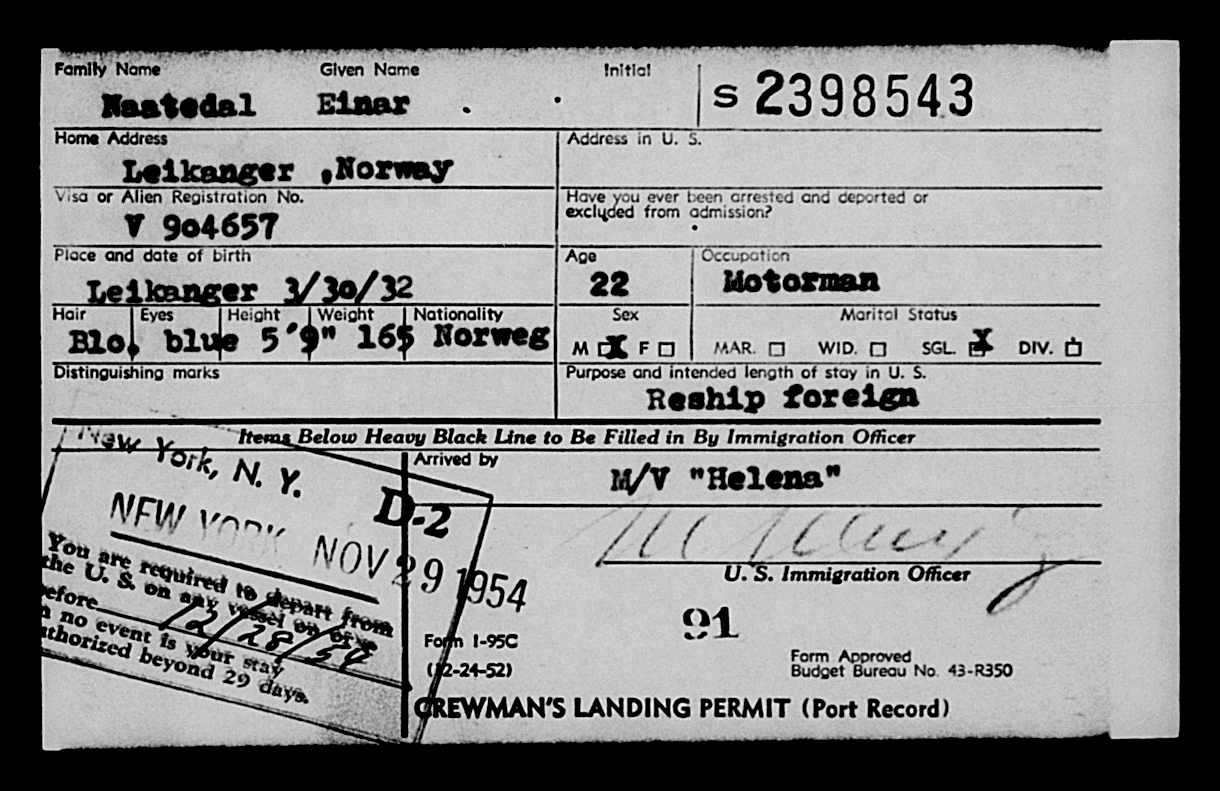 Family Name Given Name Initial S 2398543
Naatedal Einar
Home Address Address in U. S.
Leikanger ,Norway
Visa or Alien Registration No. Have you ever been arrested and deported or excluded from admission?
V 904657
Place and date of birth Age Occupation
Leikanger 3/30/32 22 Motorman
Hair Eyes Height Weight Nationality Sex Marital Status
Blo. blue 5'9" 165 Norweg M X F MAR. WID. SGL. X DIV.
Distinguishing marks Purpose and intended length of stay in U. S.
Reship foreign
Items Below Heavy Black Line to Be Filled in By Immigration Officer
Arrived by
M/V "Helena"
New York, N. Y.
D-2
NEW YORK NOV 29 1954
You are required to depart from
the U. S. on any vessel on or
before 12/28/54
no event is your stay
authorized beyond 29 days.
U. S. Immigration Officer
91
Form I-95C
(12-24-52)
Form Approved
Budget Bureau No. 43-R350
CREWMAN'S LANDING PERMIT (Port Record)